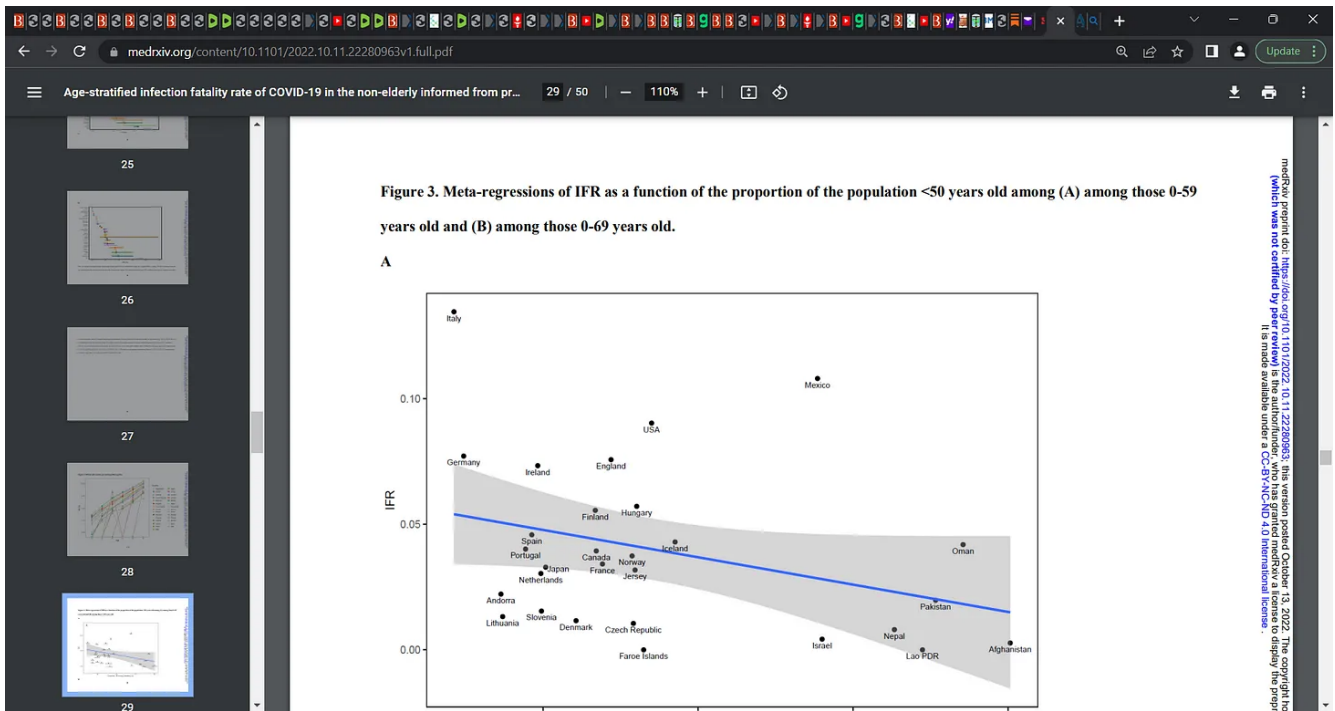 medrxiv.org/content/10.1101/2022.10.11.22280963v1.full.pdf
Update
Age-stratified infection fatality rate of COVID-19 in the non-elderly informed from pr...
29 / 50
110%
25
26
27
28
29
Figure 3. Meta-regressions of IFR as a function of the proportion of the population <50 years old among (A) among those 0-59
years old and (B) among those 0-69 years old.
A
IFR
0.10
0.05
0.00
Italy
Mexico
USA
Germany
Ireland
England
Finland
Hungary
Spain
Iceland
Oman
Portugal
Canada
Norway
Japan
France
Jersey
Netherlands
Andorra
Pakistan
Lithuania
Slovenia
Denmark
Czech Republic
Nepal
Israel
Faroe Islands
Lao PDR
Afghanistan
medRxiv preprint doi: https://doi.org/10.1101/2022.10.11.22280963; this version posted October 13, 2022. The copyright ho
(which was not certified by peer review) is the author/funder, who has granted medRxiv a license to display the prepr
It is made available under a CC-BY-NC-ND 4.0 International license .